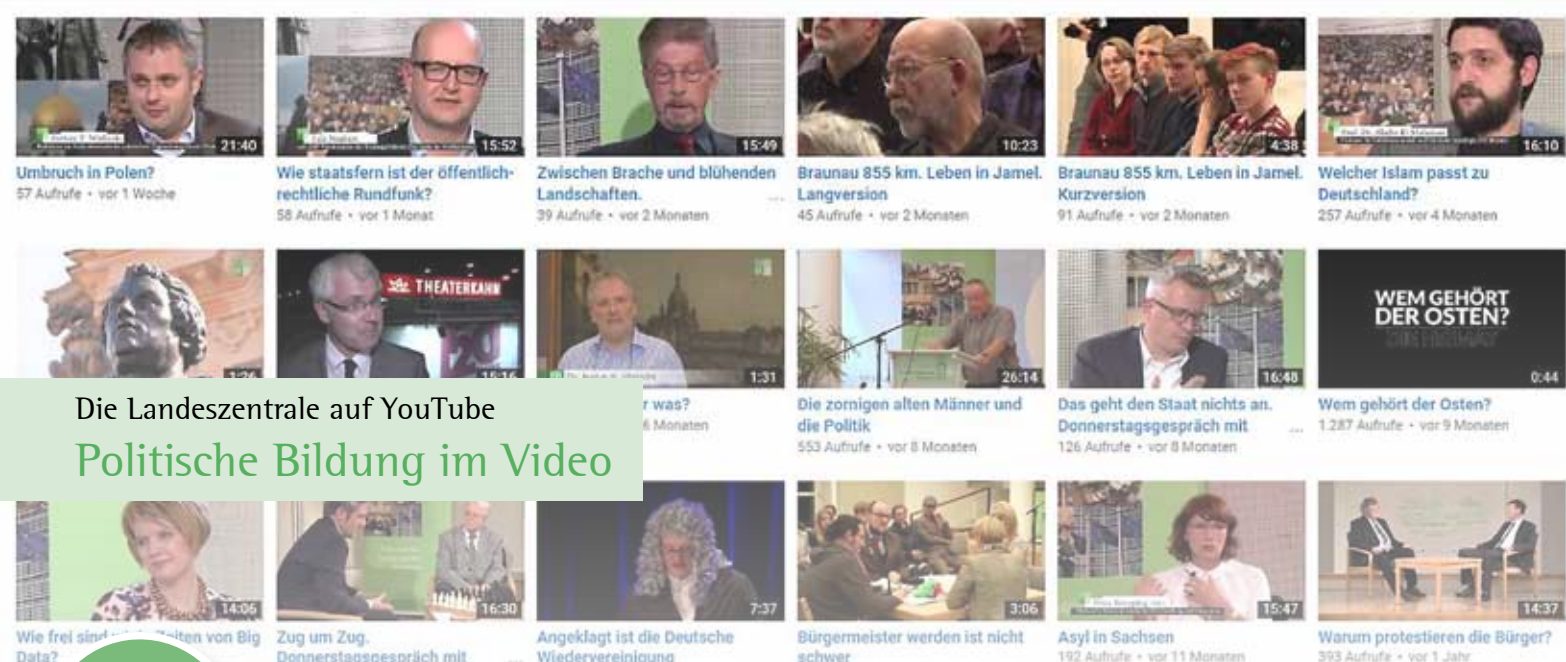 21:40
15:52
15:49
10:23
4:38
16:10
Umbruch in Polen?
57 Aufrufe • vor 1 Woche
Wie staatsfern ist der öffentlich-
rechtliche Rundfunk?
58 Aufrufe • vor 1 Monat
Zwischen Brache und blühenden
Landschaften. ...
39 Aufrufe • vor 2 Monaten
Braunau 855 km. Leben in Jamel.
Langversion
45 Aufrufe • vor 2 Monaten
Braunau 855 km. Leben in Jamel.
Kurzversion
91 Aufrufe • vor 2 Monaten
Welcher Islam passt zu
Deutschland?
257 Aufrufe • vor 4 Monaten
THEATERKAHN
WEM GEHÖRT
DER OSTEN?
1:26
15:16
1:31
26:14
16:48
0:44
was?
6 Monaten
Die zornigen alten Männer und
die Politik
553 Aufrufe • vor 8 Monaten
Das geht den Staat nichts an.
Donnerstagsgespräch mit ...
126 Aufrufe • vor 8 Monaten
Wem gehört der Osten?
1.287 Aufrufe • vor 9 Monaten
Die Landeszentrale auf YouTube
Politische Bildung im Video
14:06
16:30
7:37
3:06
15:47
14:37
Wie frei sind von Big
Data?
Zug um Zug.
Donnerstagsgespräch mit ...
Angeklagt ist die Deutsche
Wiedervereinigung
Bürgermeister werden ist nicht
schwer
Asyl in Sachsen
192 Aufrufe • vor 11 Monaten
Warum protestieren die Bürger?
393 Aufrufe • vor 1 Jahr